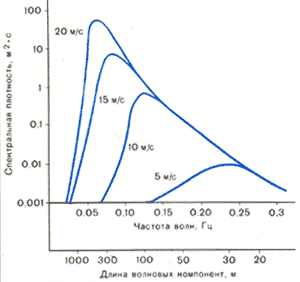 Спектральная плотность, м²·с
100
10
1
0.1
0.01
0.001
20 м/с
15 м/с
10 м/с
5 м/с
0.05 0.10 0.15 0.20 0.25 0,3
Частота волн, Гц
1000 300 100 50 30 20
Длина волновых компонент, м